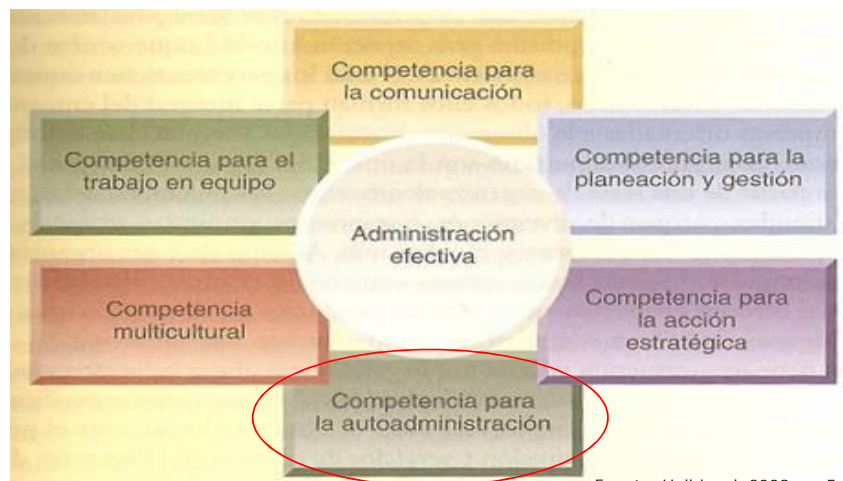 Competencia para
la comunicación
Competencia para el
trabajo en equipo
Competencia para la
planeación y gestión
Administración
efectiva
Competencia
multicultural
Competencia para
la acción
estratégica
Competencia para
la autoadministración